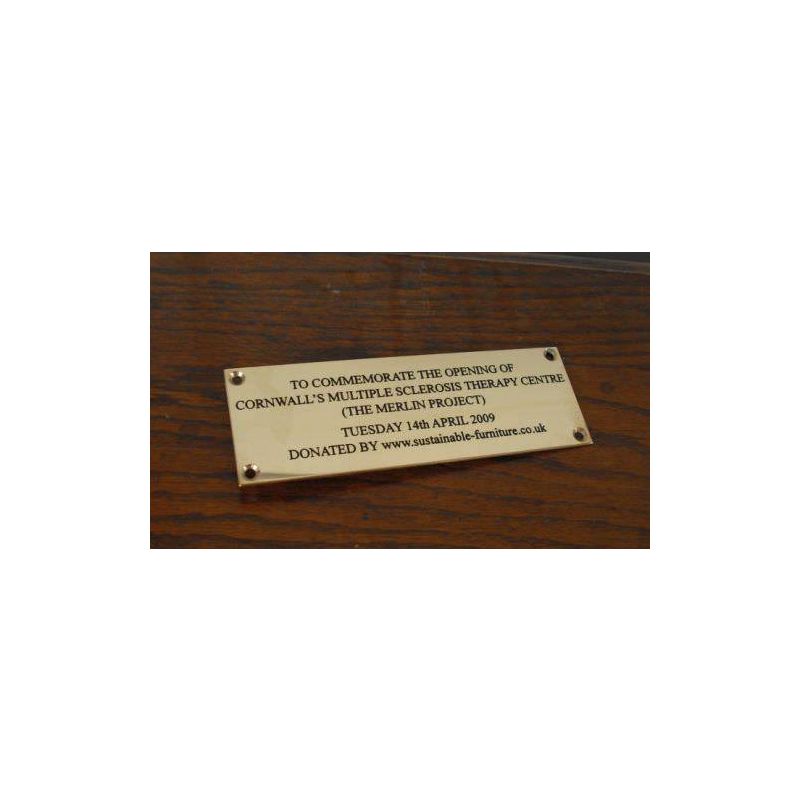 TO COMMEMORATE THE OPENING OF
CORNWALL'S MULTIPLE SCLEROSIS THERAPY CENTRE
(THE MERLIN PROJECT)
TUESDAY 14th APRIL 2009
DONATED BY www.sustainable-furniture.co.uk